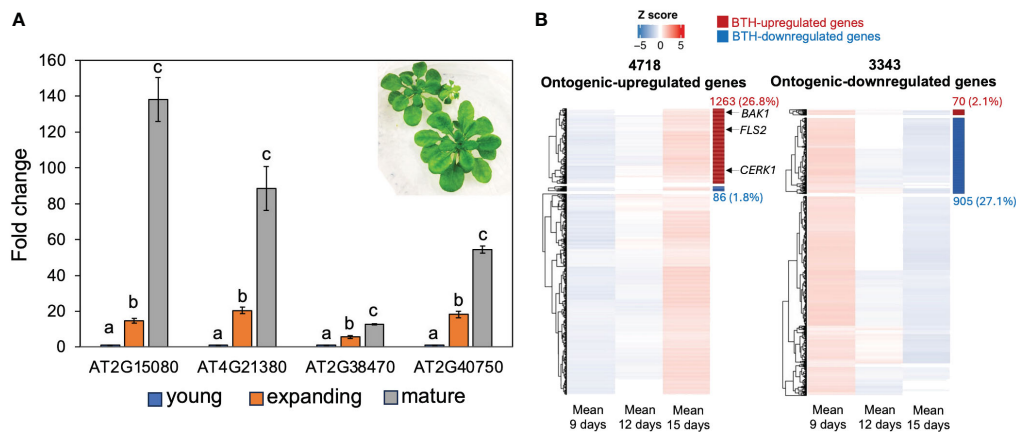 A
160
140
120
100
80
60
40
20
0
Fold change
a
b
c
a
b
c
a
b
c
a
b
c
AT2G15080
AT4G21380
AT2G38470
AT2G40750
young
expanding
mature
B
Z score
−5 0 5
BTH-upregulated genes
BTH-downregulated genes
4718
Ontogenic-upregulated genes
1263 (26.8%)
BAK1
FLS2
CERK1
86 (1.8%)
Mean
9 days
Mean
12 days
Mean
15 days
3343
Ontogenic-downregulated genes
70 (2.1%)
905 (27.1%)
Mean
9 days
Mean
12 days
Mean
15 days